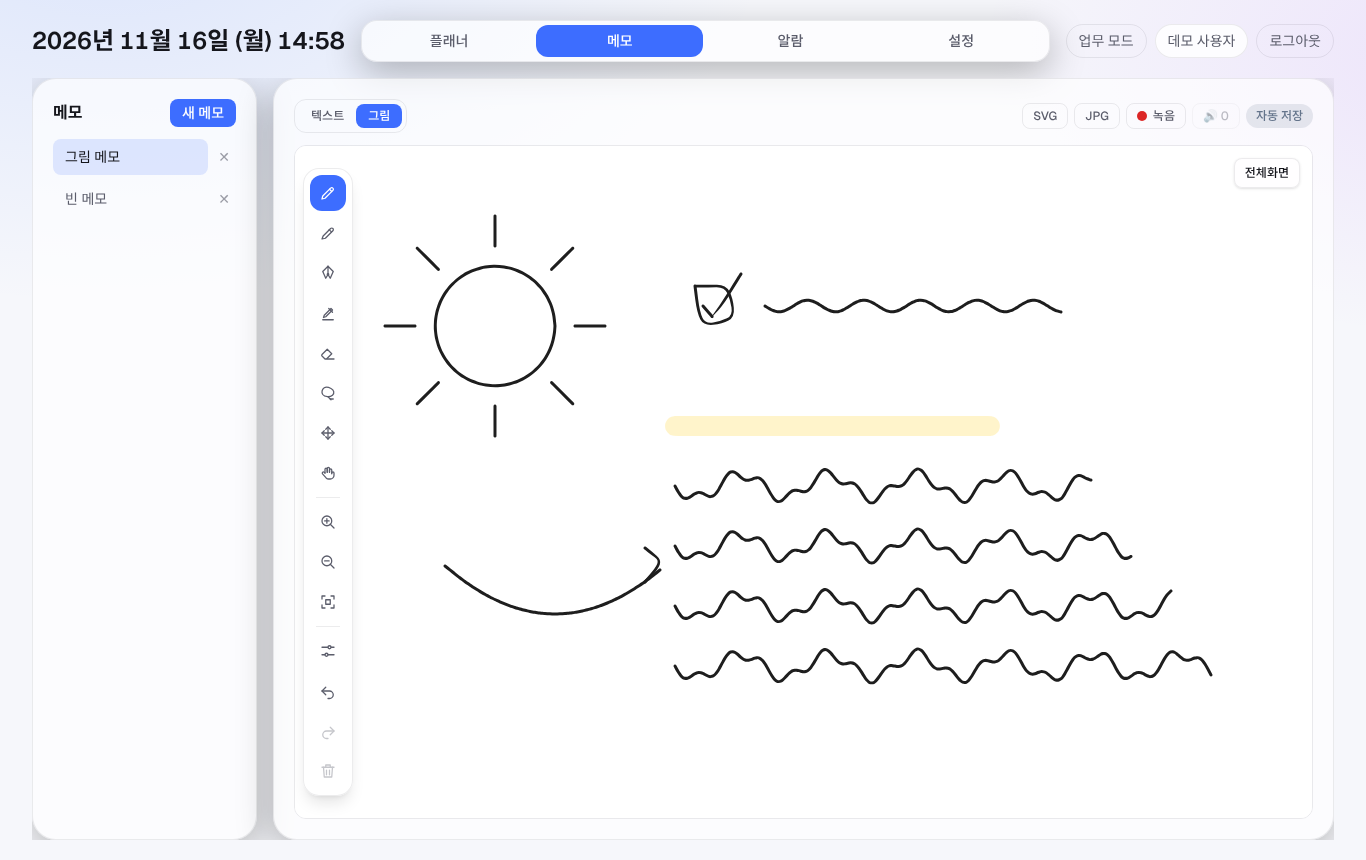 2026년 11월 16일 (월) 14:58
플래너
메모
알람
설정
업무 모드
데모 사용자
로그아웃
메모
새 메모
그림 메모
빈 메모
텍스트
그림
SVG
JPG
녹음
0
자동 저장
전체화면